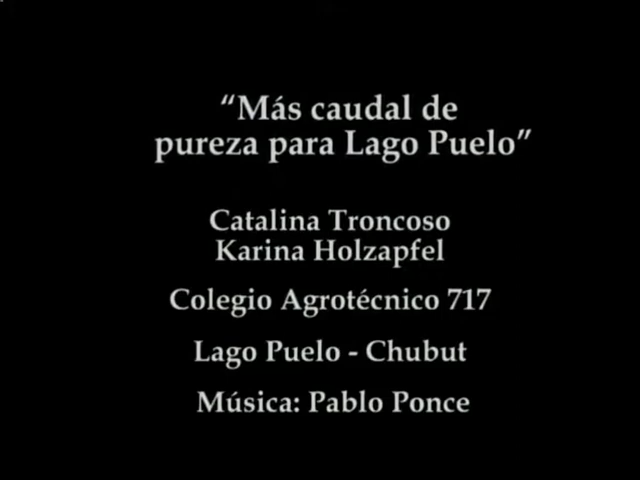 “Más caudal de
pureza para Lago Puelo”
Catalina Troncoso
Karina Holzapfel
Colegio Agrotécnico 717
Lago Puelo - Chubut
Música: Pablo Ponce